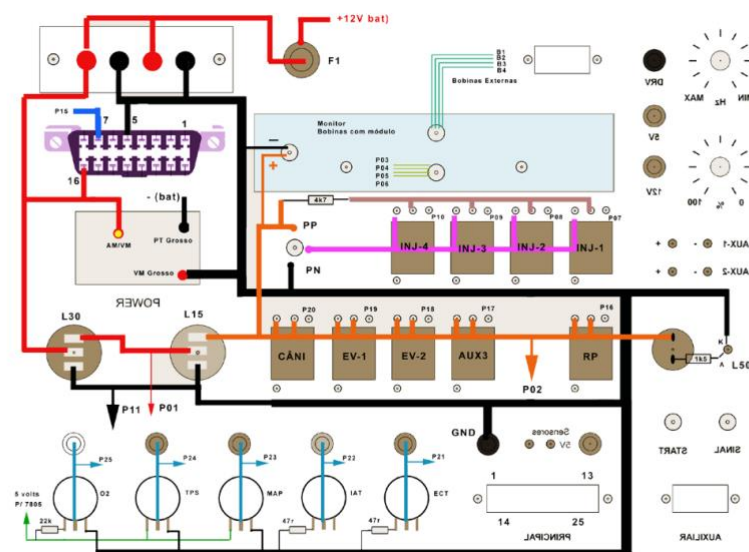 +12V bat)
F1
B1
B2
B3
B4
Bobinas Externas
DRV
MAX
MIN
Hz
5V
12V
100
0
%
P16
7
5
1
16
Monitor
Bobinas com módulo
−
+
P03
P04
P05
P06
- (bat)
AM/VM
PT Grosso
VM Grosso
POWER
4k7
PP
PN
P10
P09
P08
P07
INJ-4
INJ-3
INJ-2
INJ-1
+ - AUX-1
+ - AUX-2
L30
L15
P20
P19
P18
P17
P16
CÂNI
EV-1
EV-2
AUX3
RP
K
A
1k5
L50
P11
P01
P02
GND
Sensores
5V
START
SINAL
P25
P24
P23
P22
P21
O2
TPS
MAP
IAT
ECT
5 volts
P/ 7805
22k
47r
47r
1
13
14
25
PRINCIPAL
AUXILIAR